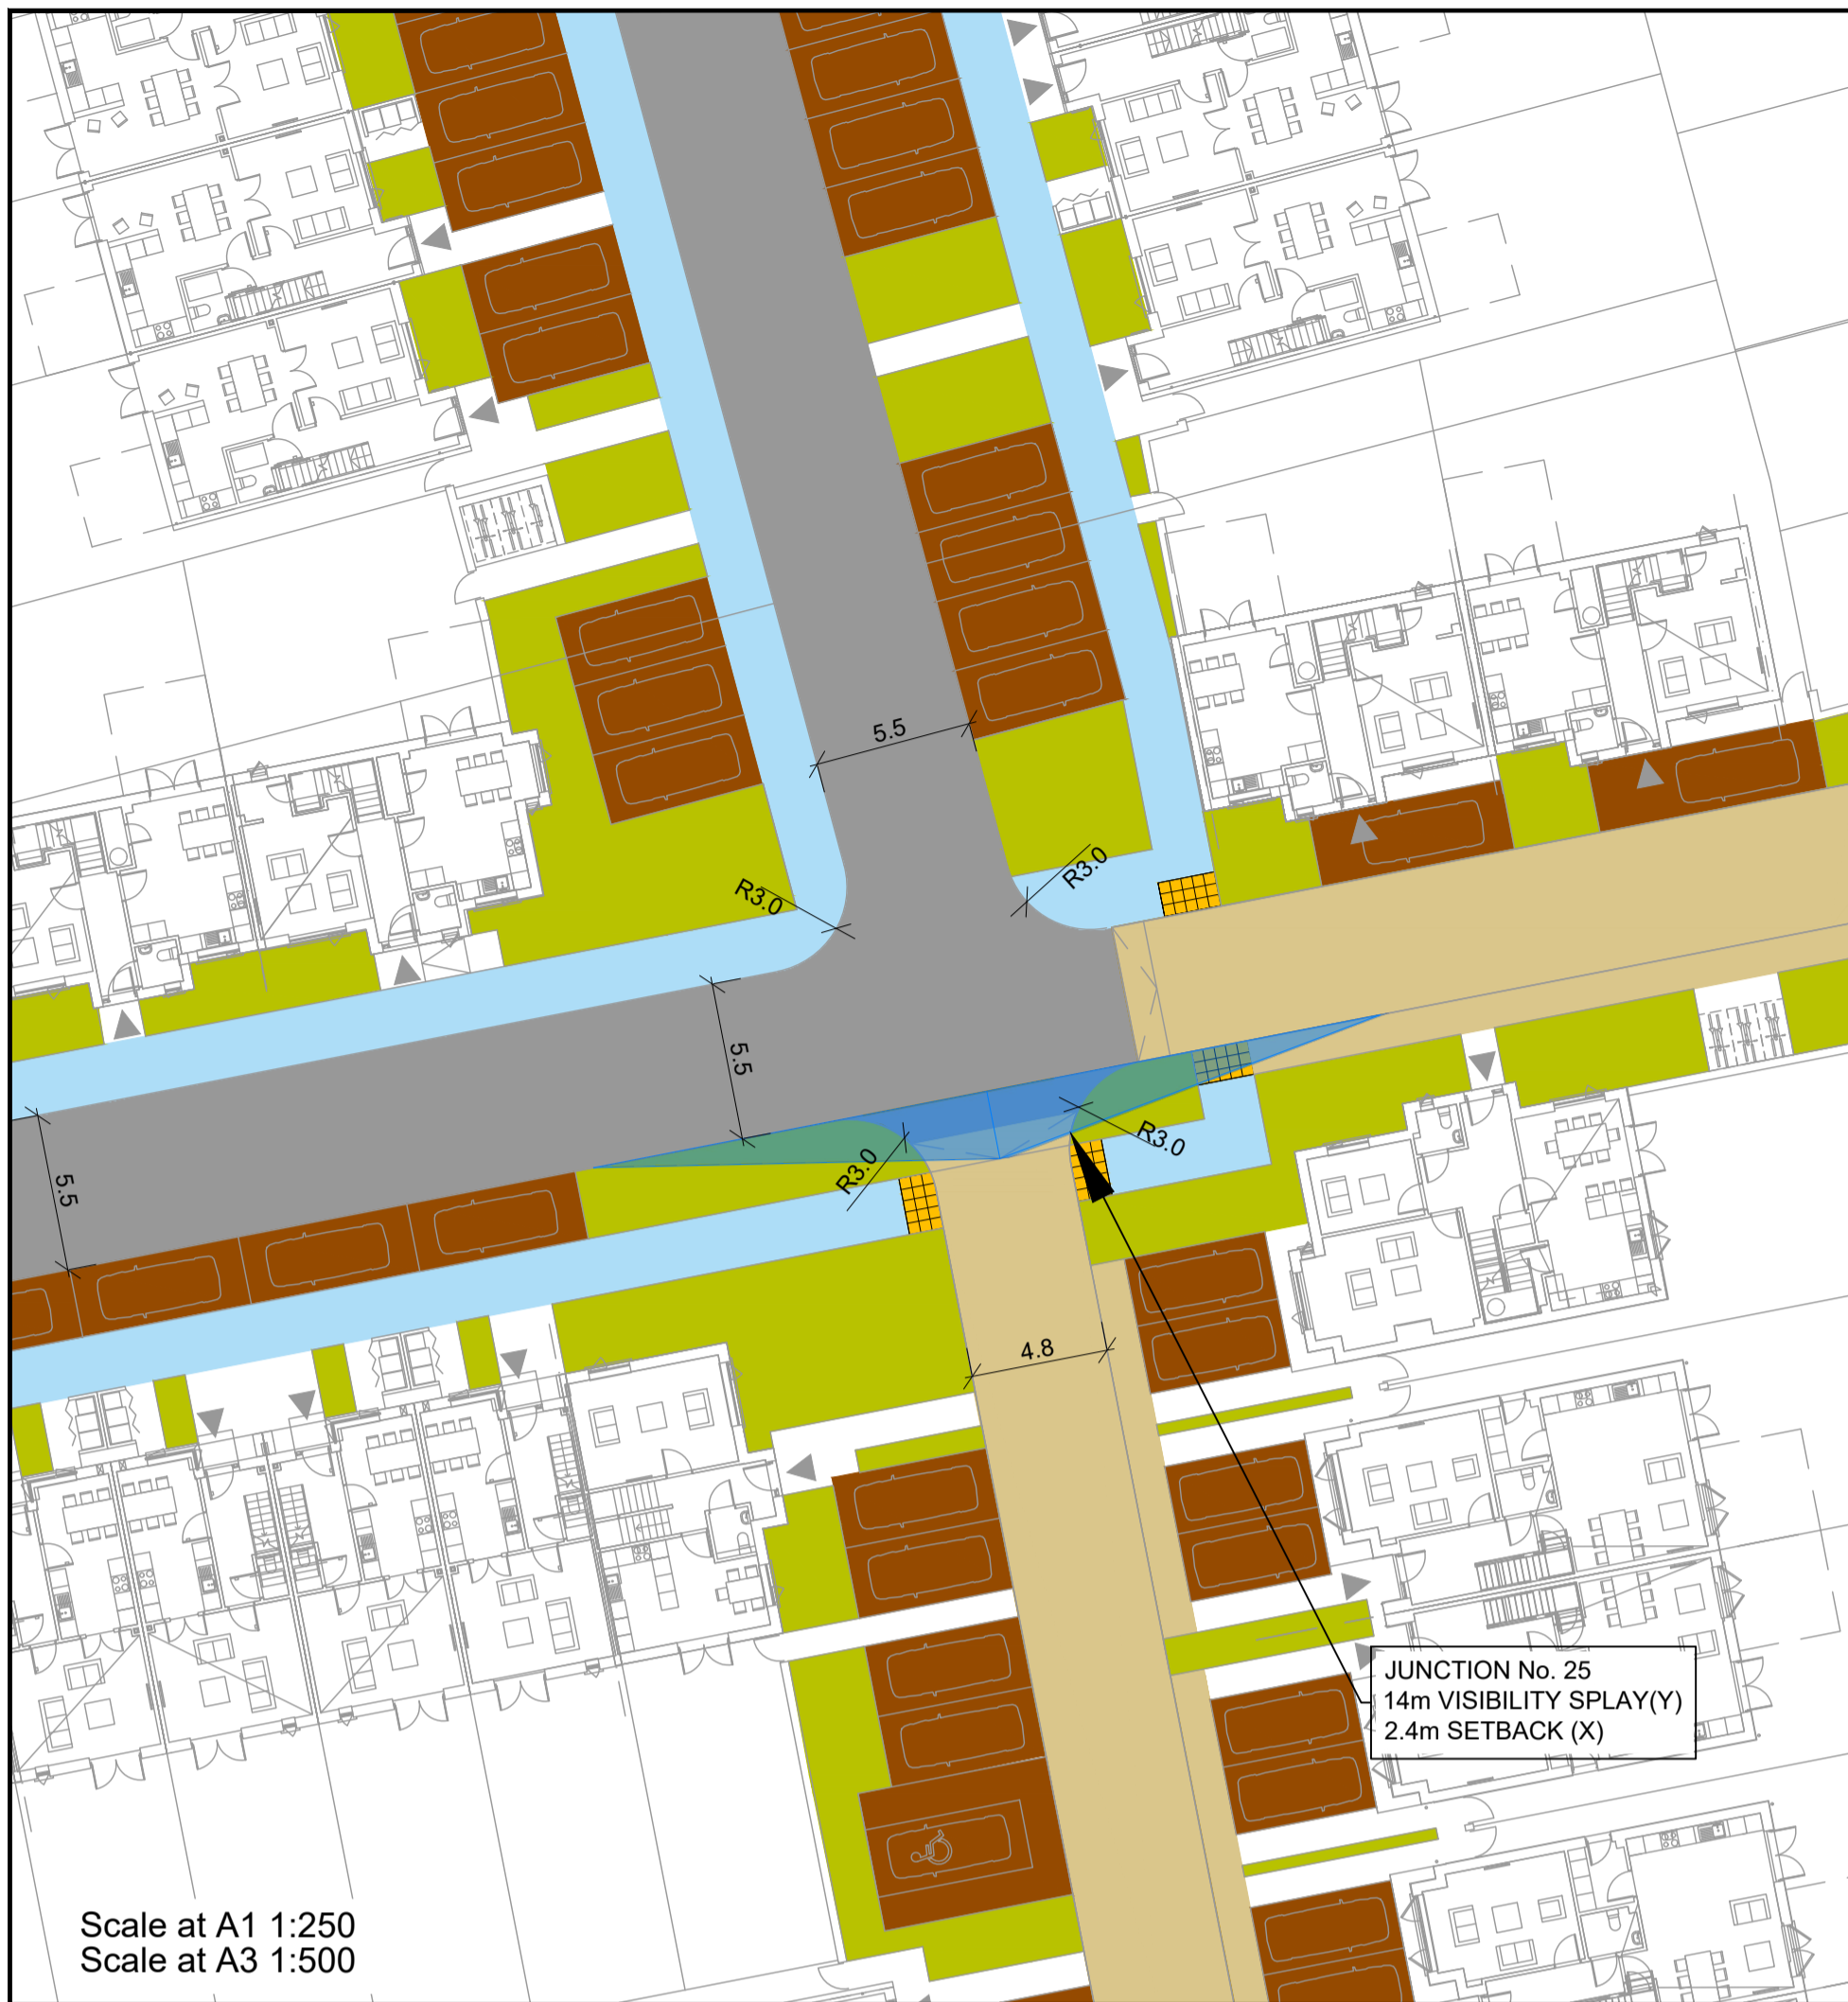 5.5
R3.0
R3.0
5.5
5.5
R3.0
R3.0
4.8
JUNCTION No. 25
14m VISIBILITY SPLAY(Y)
2.4m SETBACK (X)
Scale at A1 1:250
Scale at A3 1:500